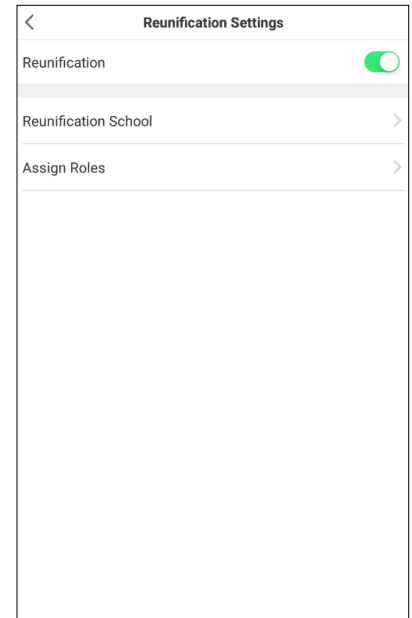 Reunification Settings
Reunification
Reunification School
Assign Roles